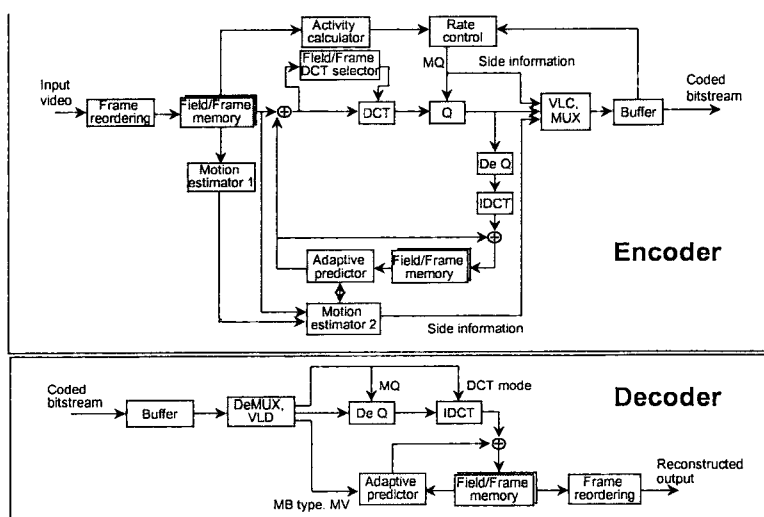 Activity
calculator
Rate
control
Field/Frame
DCT selector
MQ
Side information
Input
video
Coded
bitstream
Frame
reordering
Field/Frame
memory
DCT
Q
VLC,
MUX
Buffer
Motion
estimator 1
De Q
IDCT
Encoder
Adaptive
predictor
Field/Frame
memory
Motion
estimator 2
Side information
Coded
bitstream
MQ
DCT mode
Decoder
Buffer
DeMUX,
VLD
De Q
IDCT
Reconstructed
output
MB type. MV
Adaptive
predictor
Field/Frame
memory
Frame
reordering